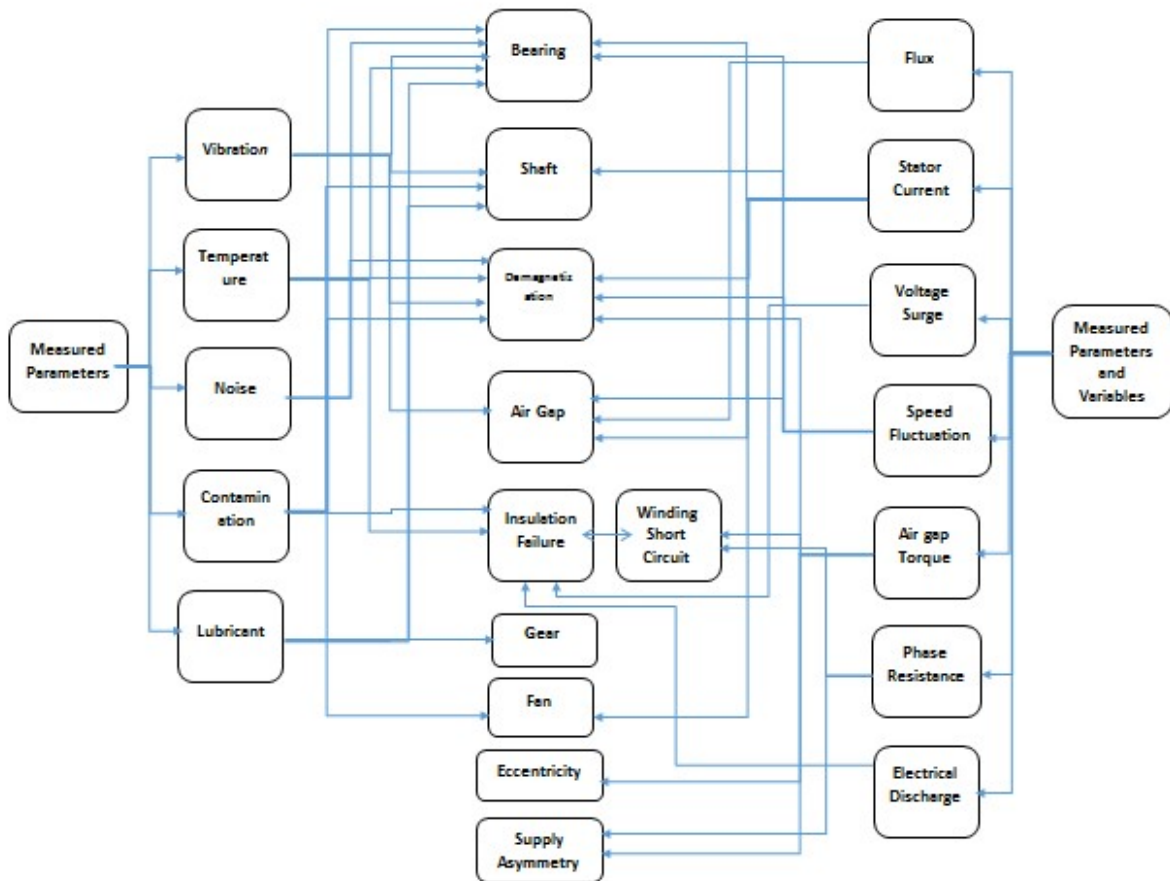 Measured
Parameters
Vibration
Temperat
ure
Noise
Contamin
ation
Lubricant
Bearing
Shaft
Demagnetiz
ation
Air Gap
Insulation
Failure
Winding
Short
Circuit
Gear
Fan
Eccentricity
Supply
Asymmetry
Flux
Stator
Current
Voltage
Surge
Speed
Fluctuation
Air gap
Torque
Phase
Resistance
Electrical
Discharge
Measured
Parameters
and
Variables